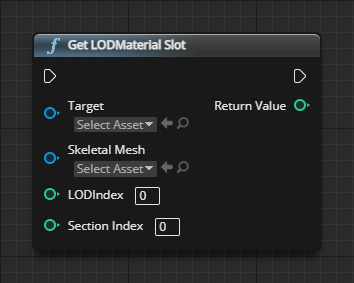 f Get LODMaterial Slot
Target Return Value
Select Asset
Skeletal Mesh
Select Asset
LODIndex 0
Section Index 0